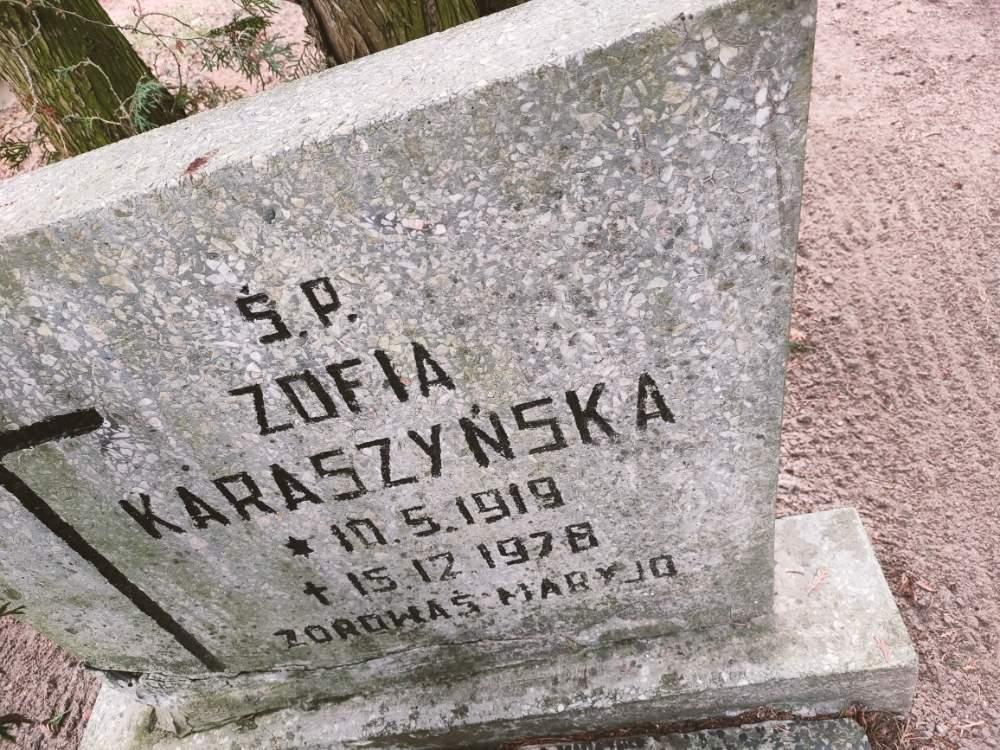 Ś.P.
ZOFIA
KARASZYŃSKA
★ 10.5.1919
✝ 15.12 1978
ZDROWAŚ MARYJO